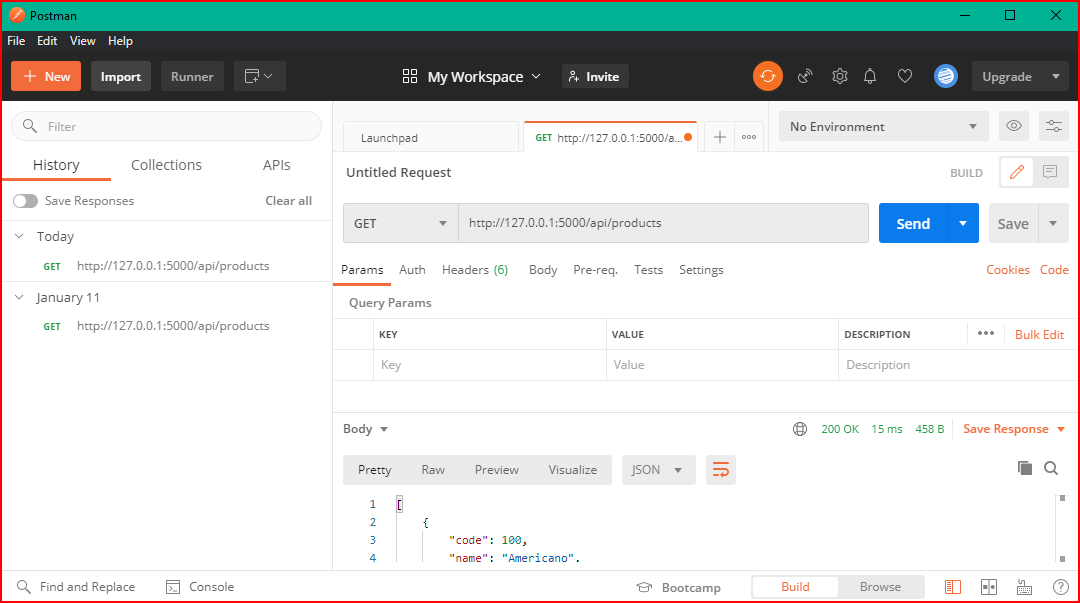 Postman
File Edit View Help
New Import Runner My Workspace Invite Upgrade
Filter
History Collections APIs
Save Responses Clear all
Today
GET http://127.0.0.1:5000/api/products
January 11
GET http://127.0.0.1:5000/api/products
Launchpad GET http://127.0.0.1:5000/a... No Environment
Untitled Request BUILD
GET http://127.0.0.1:5000/api/products Send Save
Params Auth Headers (6) Body Pre-req. Tests Settings Cookies Code
Query Params
KEY VALUE DESCRIPTION Bulk Edit
Key Value Description
Body 200 OK 15 ms 458 B Save Response
Pretty Raw Preview Visualize JSON
1 [
2 {
3 "code": 100,
4 "name": "Americano".
Find and Replace Console Bootcamp Build Browse